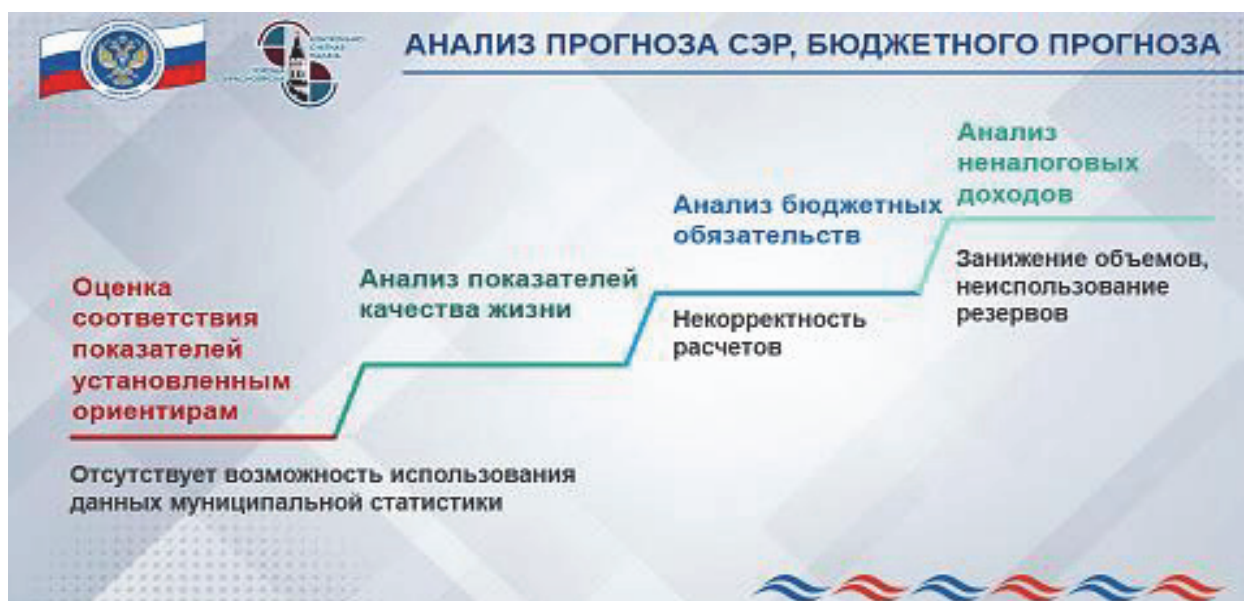 АНАЛИЗ ПРОГНОЗА СЭР, БЮДЖЕТНОГО ПРОГНОЗА
Оценка
соответствия
показателей
установленным
ориентирам
Анализ показателей
качества жизни
Отсутствует возможность использования
данных муниципальной статистики
Анализ бюджетных
обязательств
Некорректность
расчетов
Анализ
неналоговых
доходов
Занижение объемов,
неиспользование
резервов